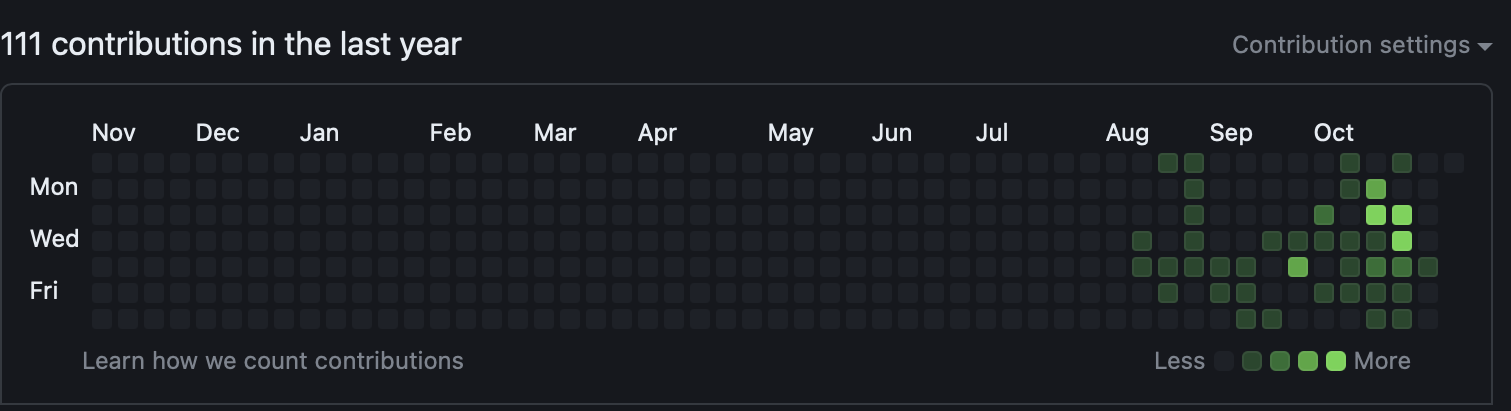 111 contributions in the last year
Contribution settings
Nov Dec Jan Feb Mar Apr May Jun Jul Aug Sep Oct
Mon
Wed
Fri
Learn how we count contributions
Less More